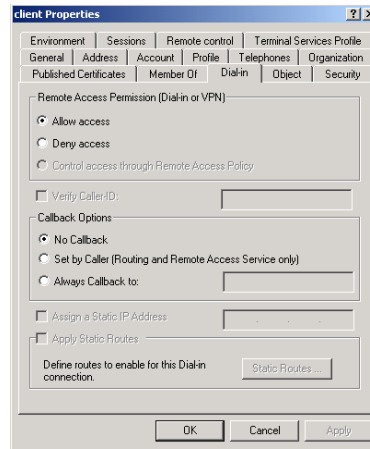 client Properties
Environment Sessions Remote control Terminal Services Profile
General Address Account Profile Telephones Organization
Published Certificates Member Of Dial-in Object Security
Remote Access Permission (Dial-in or VPN)
Allow access
Deny access
Control access through Remote Access Policy
Verify Caller-ID:
Callback Options
No Callback
Set by Caller (Routing and Remote Access Service only)
Always Callback to:
Assign a Static IP Address
Apply Static Routes
Define routes to enable for this Dial-in
connection.
Static Routes ...
OK Cancel Apply